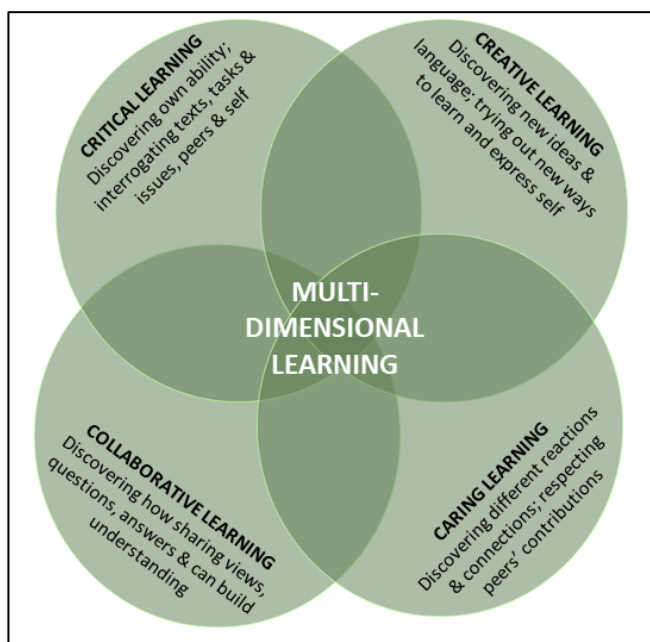 CRITICAL LEARNING
Discovering own ability;
interrogating texts, tasks &
issues, peers & self
CREATIVE LEARNING
Discovering new ideas &
language; trying out new ways
to learn and express self
MULTI-
DIMENSIONAL
LEARNING
COLLABORATIVE LEARNING
Discovering how sharing views,
questions, answers & can build
understanding
CARING LEARNING
Discovering different reactions
& connections; respecting
peers' contributions